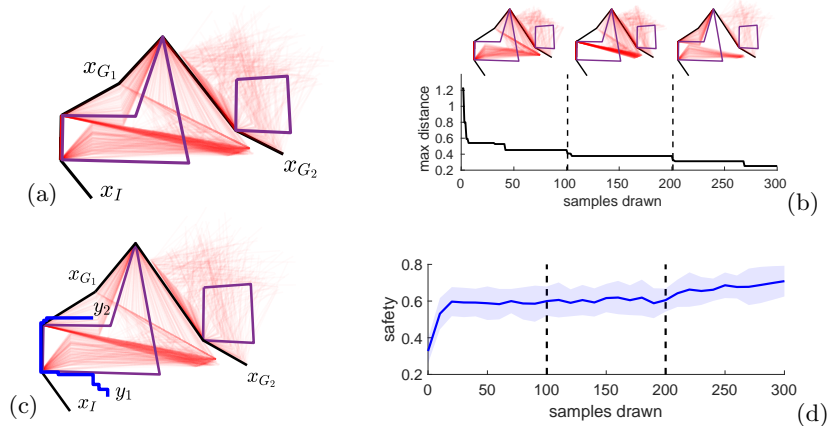 x_{G_1}
x_{G_2}
x_I
(a)
max distance
1.2
1
0.8
0.6
0.4
0.2
0 50 100 150 200 250 300
samples drawn
(b)
x_{G_1}
y_2
x_{G_2}
y_1
x_I
(c)
safety
0.8
0.6
0.4
0.2
0 50 100 150 200 250 300
samples drawn
(d)